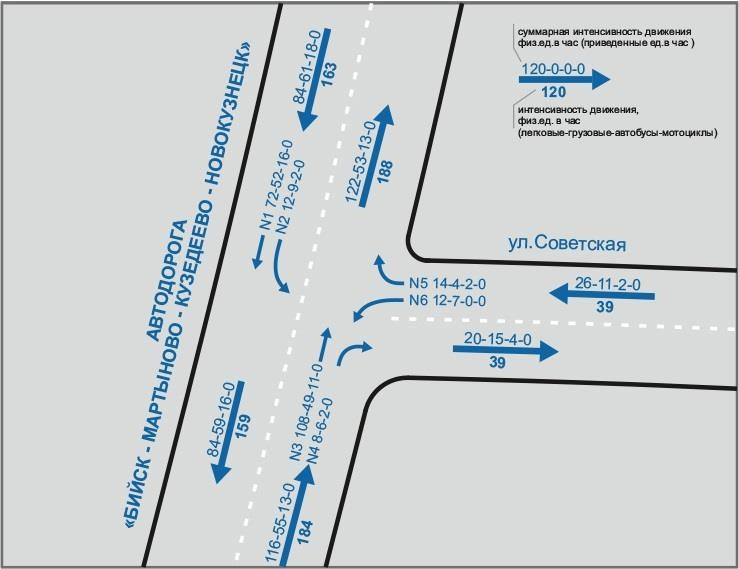 суммарная интенсивность движения
физ.ед.в час (приведенные ед.в час )
120-0-0-0
120
интенсивность движения,
физ.ед. в час
(легковые-грузовые-автобусы-мотоциклы)
84-61-18-0
163
122-53-13-0
188
N1 72-52-16-0
N2 12-9-2-0
АВТОДОРОГА
«БИЙСК - МАРТЫНОВО - КУЗЕДЕЕВО - НОВОКУЗНЕЦК»
ул.Советская
N5 14-4-2-0
N6 12-7-0-0
26-11-2-0
39
20-15-4-0
39
84-59-16-0
159
N3 108-49-11-0
N4 8-6-2-0
116-55-13-0
184